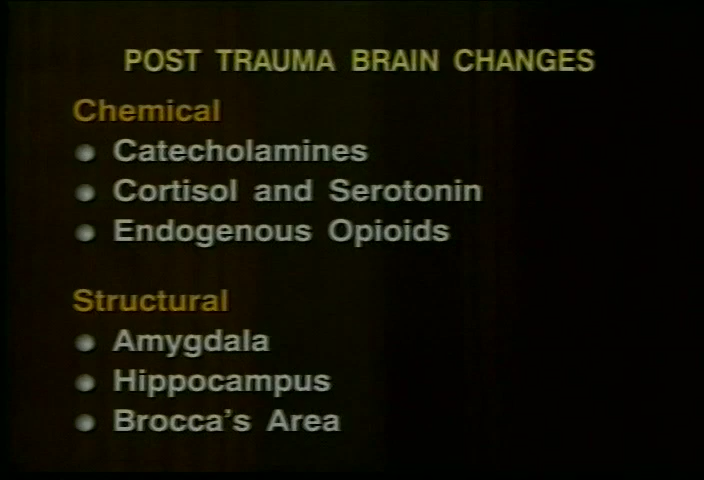 POST TRAUMA BRAIN CHANGES
Chemical
Catecholamines
Cortisol and Serotonin
Endogenous Opioids
Structural
Amygdala
Hippocampus
Brocca's Area